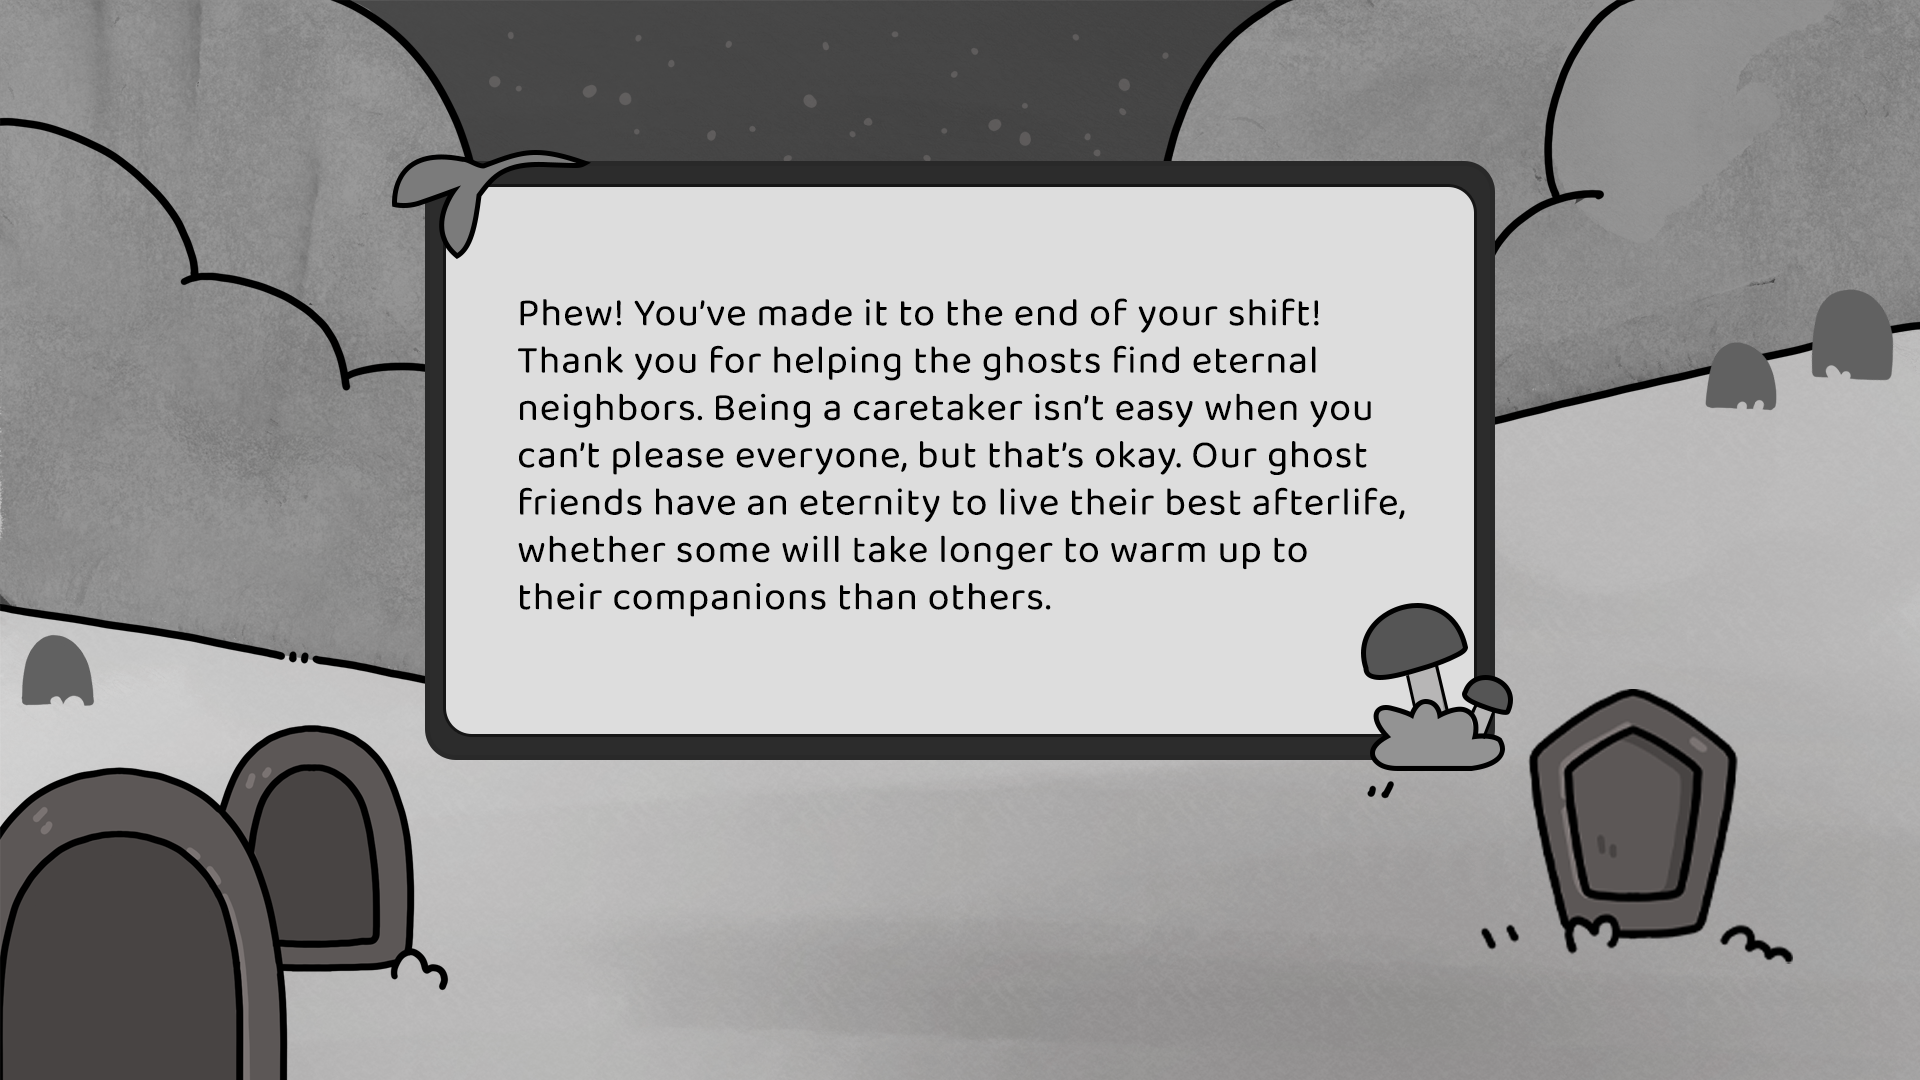 Phew! You've made it to the end of your shift!
Thank you for helping the ghosts find eternal
neighbors. Being a caretaker isn't easy when you
can't please everyone, but that's okay. Our ghost
friends have an eternity to live their best afterlife,
whether some will take longer to warm up to
their companions than others.